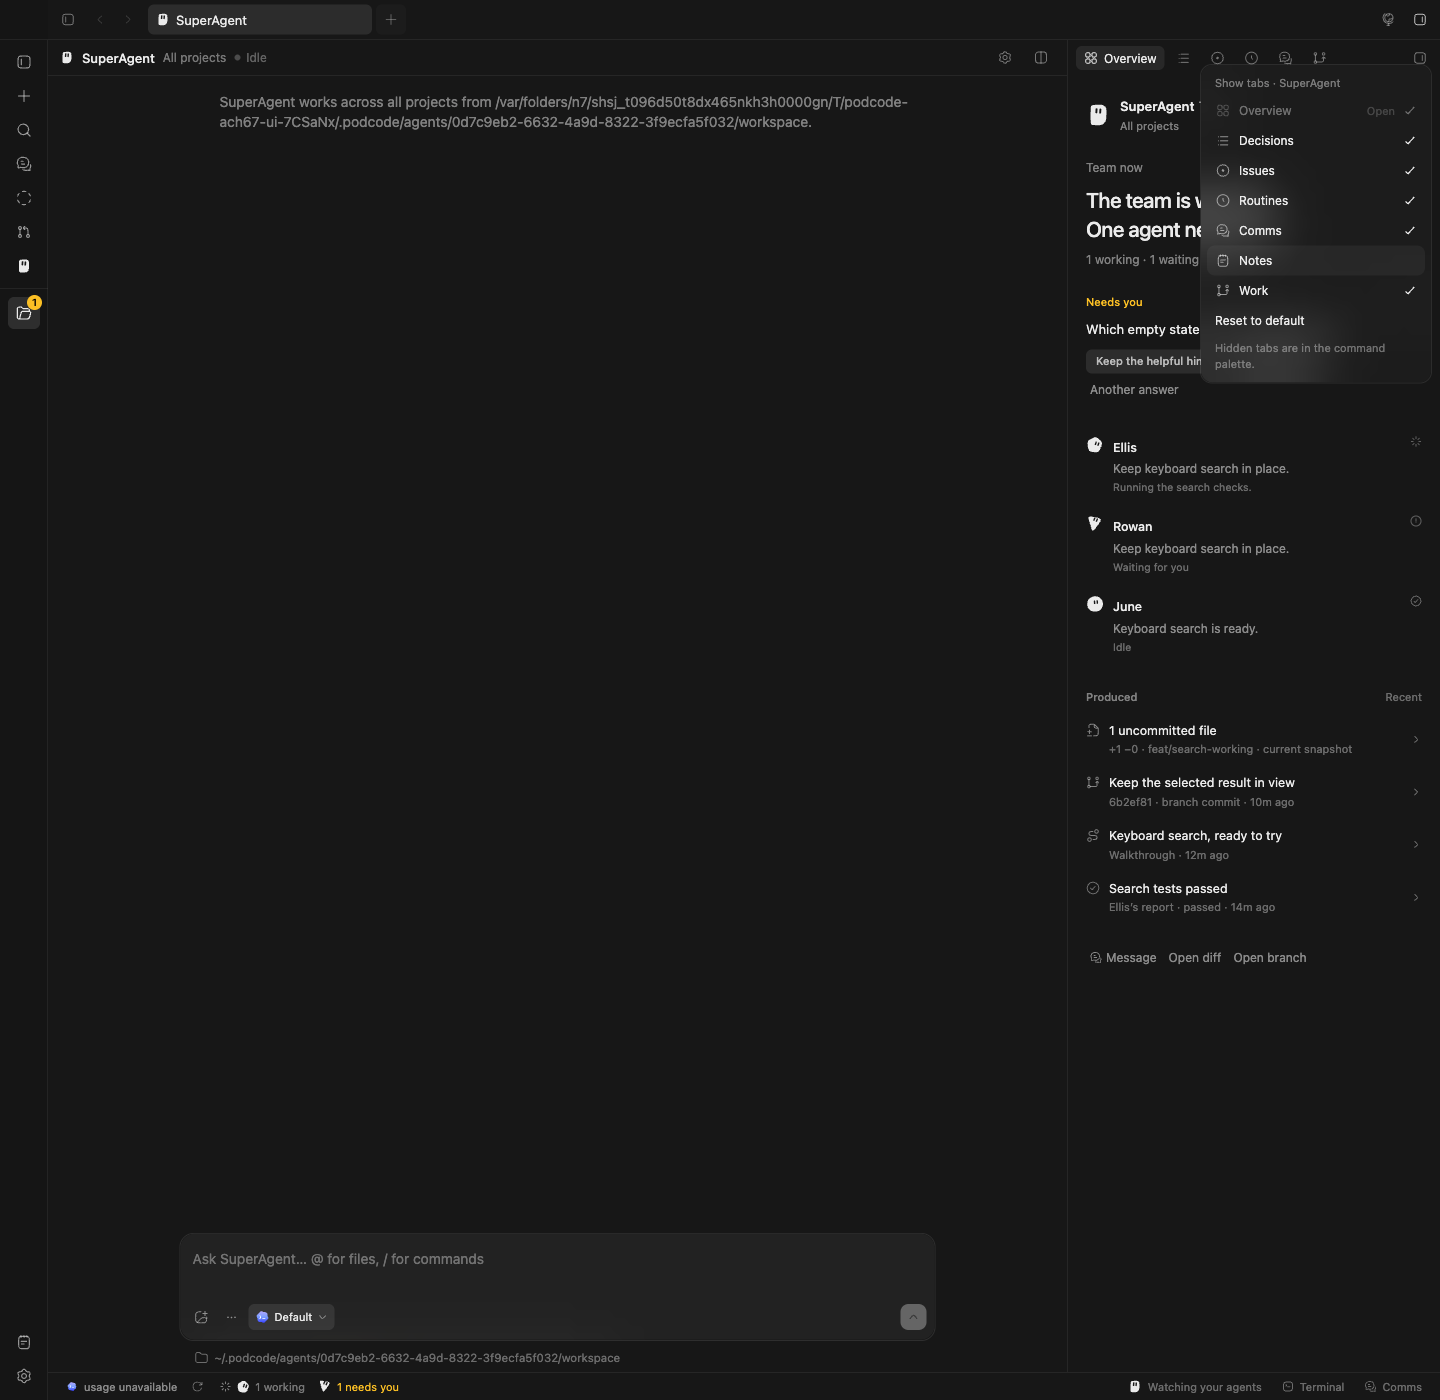 SuperAgent
SuperAgent All projects Idle
SuperAgent works across all projects from /var/folders/n7/shsj_t096d50t8dx465nkh3h0000gn/T/podcode-
ach67-ui-7CSaNx/.podcode/agents/0d7c9eb2-6632-4a9d-8322-3f9ecfa5f032/workspace.
1
Ask SuperAgent... @ for files, / for commands
Default
~/.podcode/agents/0d7c9eb2-6632-4a9d-8322-3f9ecfa5f032/workspace
Overview
SuperAgent
All projects
Team now
The team is
One agent
1 working · 1 waiting
Needs you
Which empty state
Keep the helpful
Another answer
Show tabs · SuperAgent
Overview Open
Decisions
Issues
Routines
Comms
Notes
Work
Reset to default
Hidden tabs are in the command
palette.
Ellis
Keep keyboard search in place.
Running the search checks.
Rowan
Keep keyboard search in place.
Waiting for you
June
Keyboard search is ready.
Idle
Produced Recent
1 uncommitted file
+1 −0 · feat/search-working · current snapshot
Keep the selected result in view
6b2ef81 · branch commit · 10m ago
Keyboard search, ready to try
Walkthrough · 12m ago
Search tests passed
Ellis's report · passed · 14m ago
Message Open diff Open branch
usage unavailable 1 working 1 needs you Watching your agents Terminal Comms